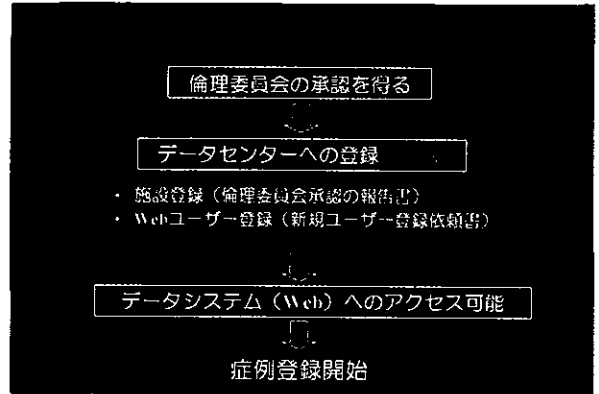 倫理委員会の承認を得る
データセンターへの登録
・ 施設登録（倫理委員会承認の報告書）
・ Webユーザー登録（新規ユーザー登録依頼書）
データシステム（Web）へのアクセス可能
症例登録開始